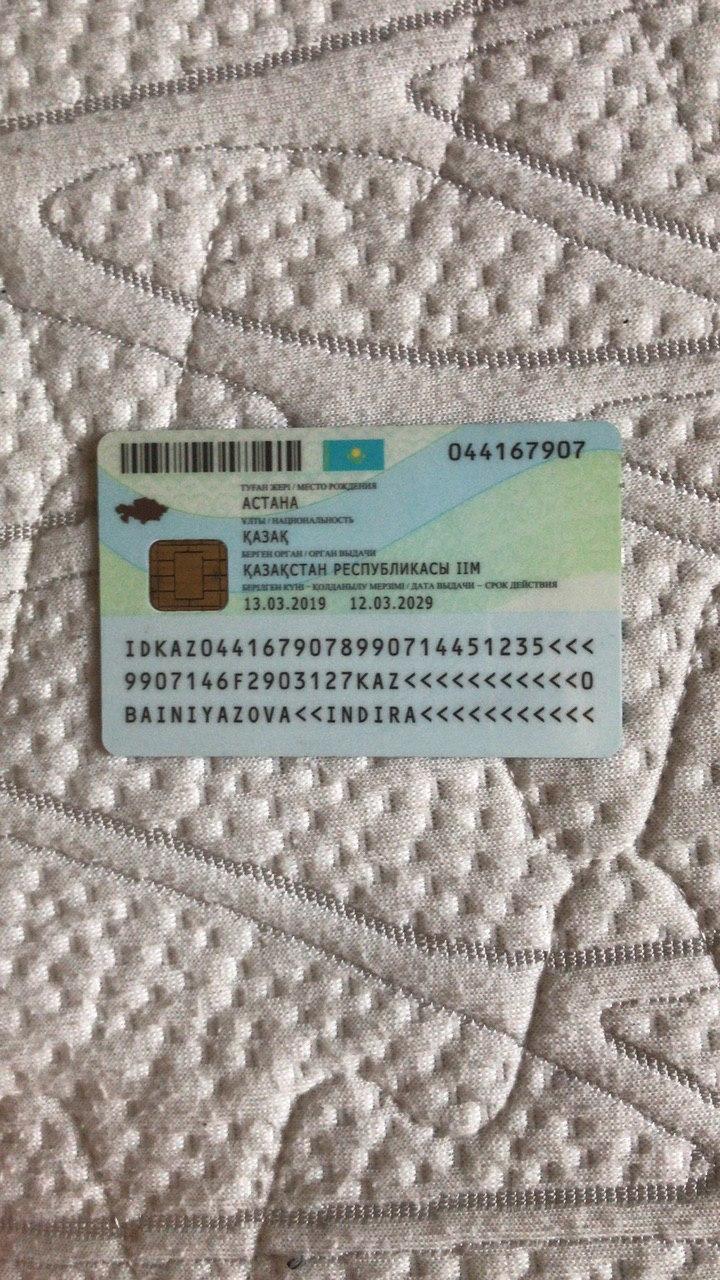 044167907
ТУҒАН ЖЕРІ / МЕСТО РОЖДЕНИЯ
АСТАНА
ҰЛТЫ / НАЦИОНАЛЬНОСТЬ
ҚАЗАҚ
БЕРГЕН ОРГАН / ОРГАН ВЫДАЧИ
ҚАЗАҚСТАН РЕСПУБЛИКАСЫ ІІМ
БЕРІЛГЕН КҮНІ - ҚОЛДАНЫЛУ МЕРЗІМІ / ДАТА ВЫДАЧИ - СРОК ДЕЙСТВИЯ
13.03.2019 12.03.2029
IDKAZ0441679078990714451235<<<
9907146F2903127KAZ<<<<<<<<<<<0
BAINIYAZOVA<<INDIRA<<<<<<<<<<<